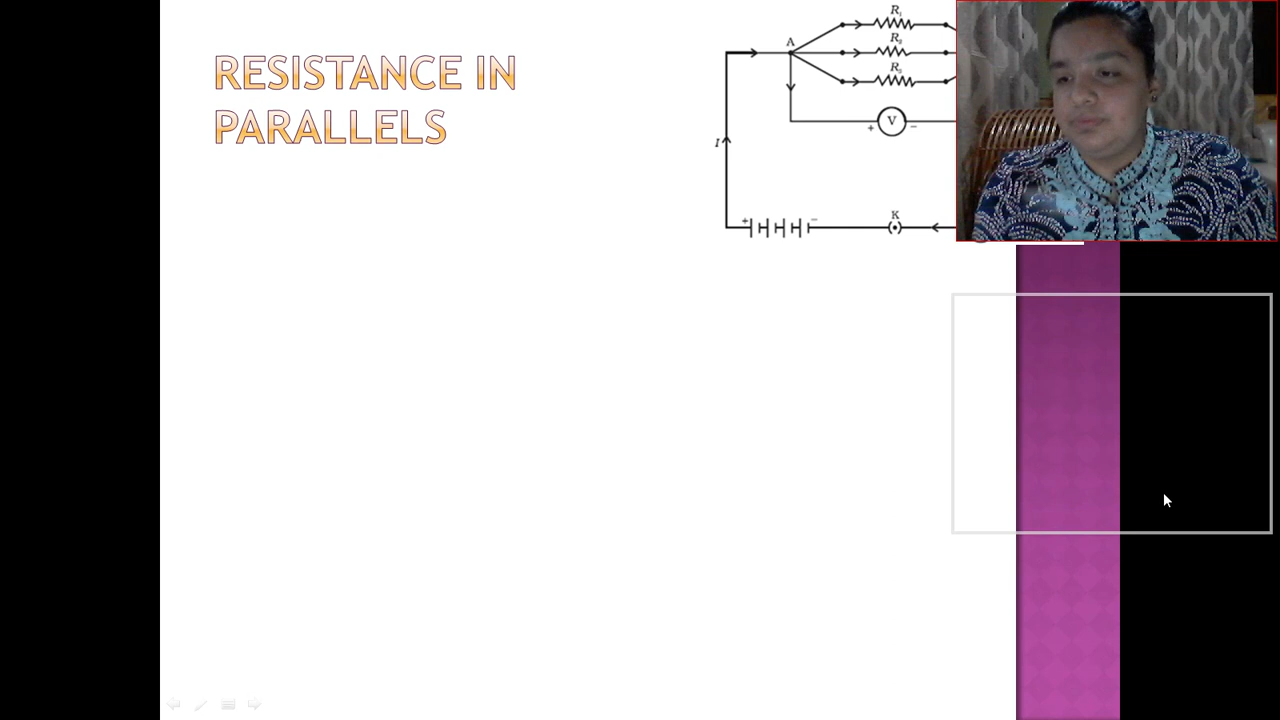 RESISTANCE IN
PARALLELS
R₁
A
R₂
R₃
V
+
−
I
K
+
−